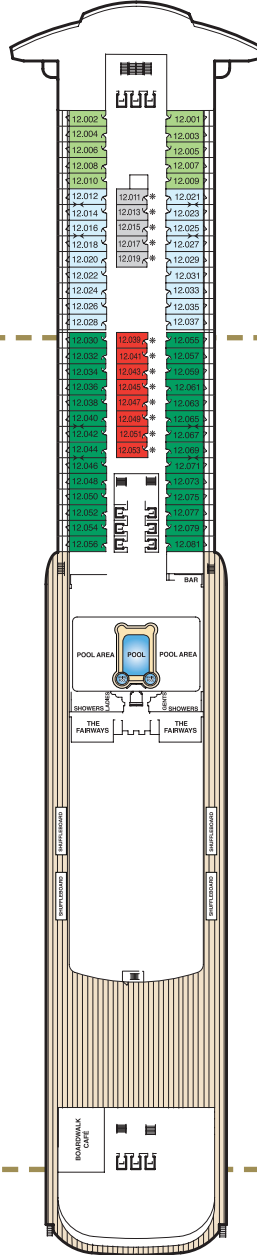 12.002 12.001
12.004 12.003
12.006 12.005
12.008 12.007
12.010 12.009
12.012 12.011 12.021
12.014 12.013 12.023
12.016 12.015 12.025
12.018 12.017 12.027
12.020 12.019 12.029
12.022 12.031
12.024 12.033
12.026 12.035
12.028 12.037
12.030 12.039 12.055
12.032 12.041 12.057
12.034 12.043 12.059
12.036 12.045 12.061
12.038 12.047 12.063
12.040 12.049 12.065
12.042 12.051 12.067
12.044 12.053 12.069
12.046 12.071
12.048 12.073
12.050 12.075
12.052 12.077
12.054 12.079
12.056 12.081
BAR
POOL AREA POOL POOL AREA
LADIES
GENTS
SHOWERS SHOWERS
THE
FAIRWAYS
THE
FAIRWAYS
SHUFFLEBOARD
SHUFFLEBOARD
SHUFFLEBOARD
SHUFFLEBOARD
BOARDWALK
CAFÉ